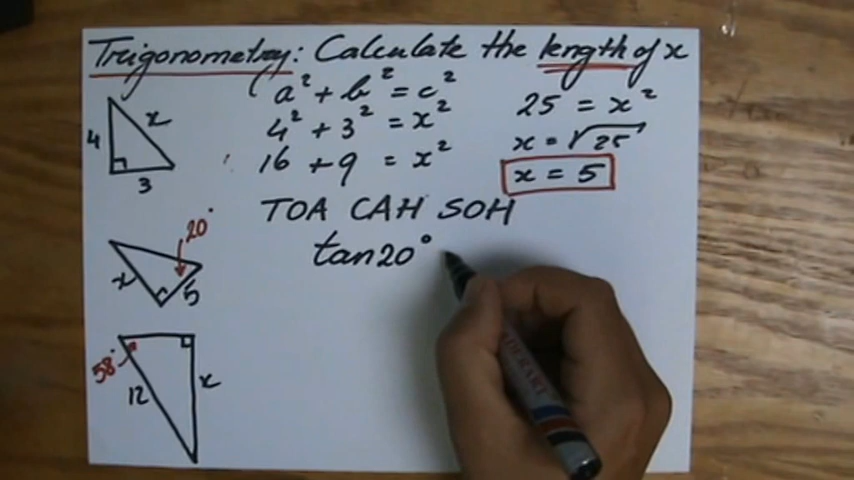 Trigonometry: Calculate the length of x
4
x
3
a² + b² = c²
4² + 3² = x²
16 + 9 = x²
25 = x²
x = √25
x = 5
TOA CAH SOH
tan20°
20°
x
5
58°
12
x